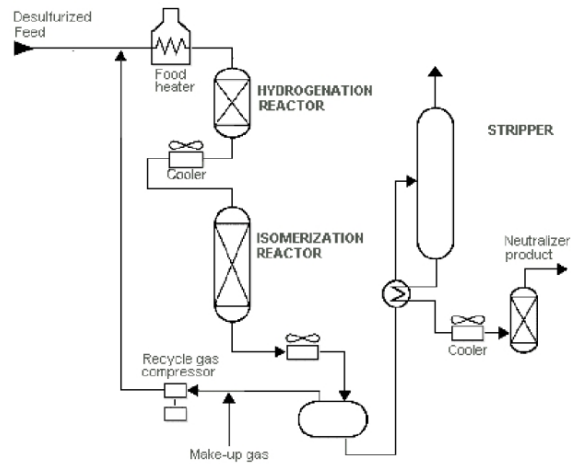 Desulfurized
Feed
Food
heater
HYDROGENATION
REACTOR
STRIPPER
Cooler
ISOMERIZATION
REACTOR
Neutralizer
product
Cooler
Recycle gas
compressor
Make-up gas